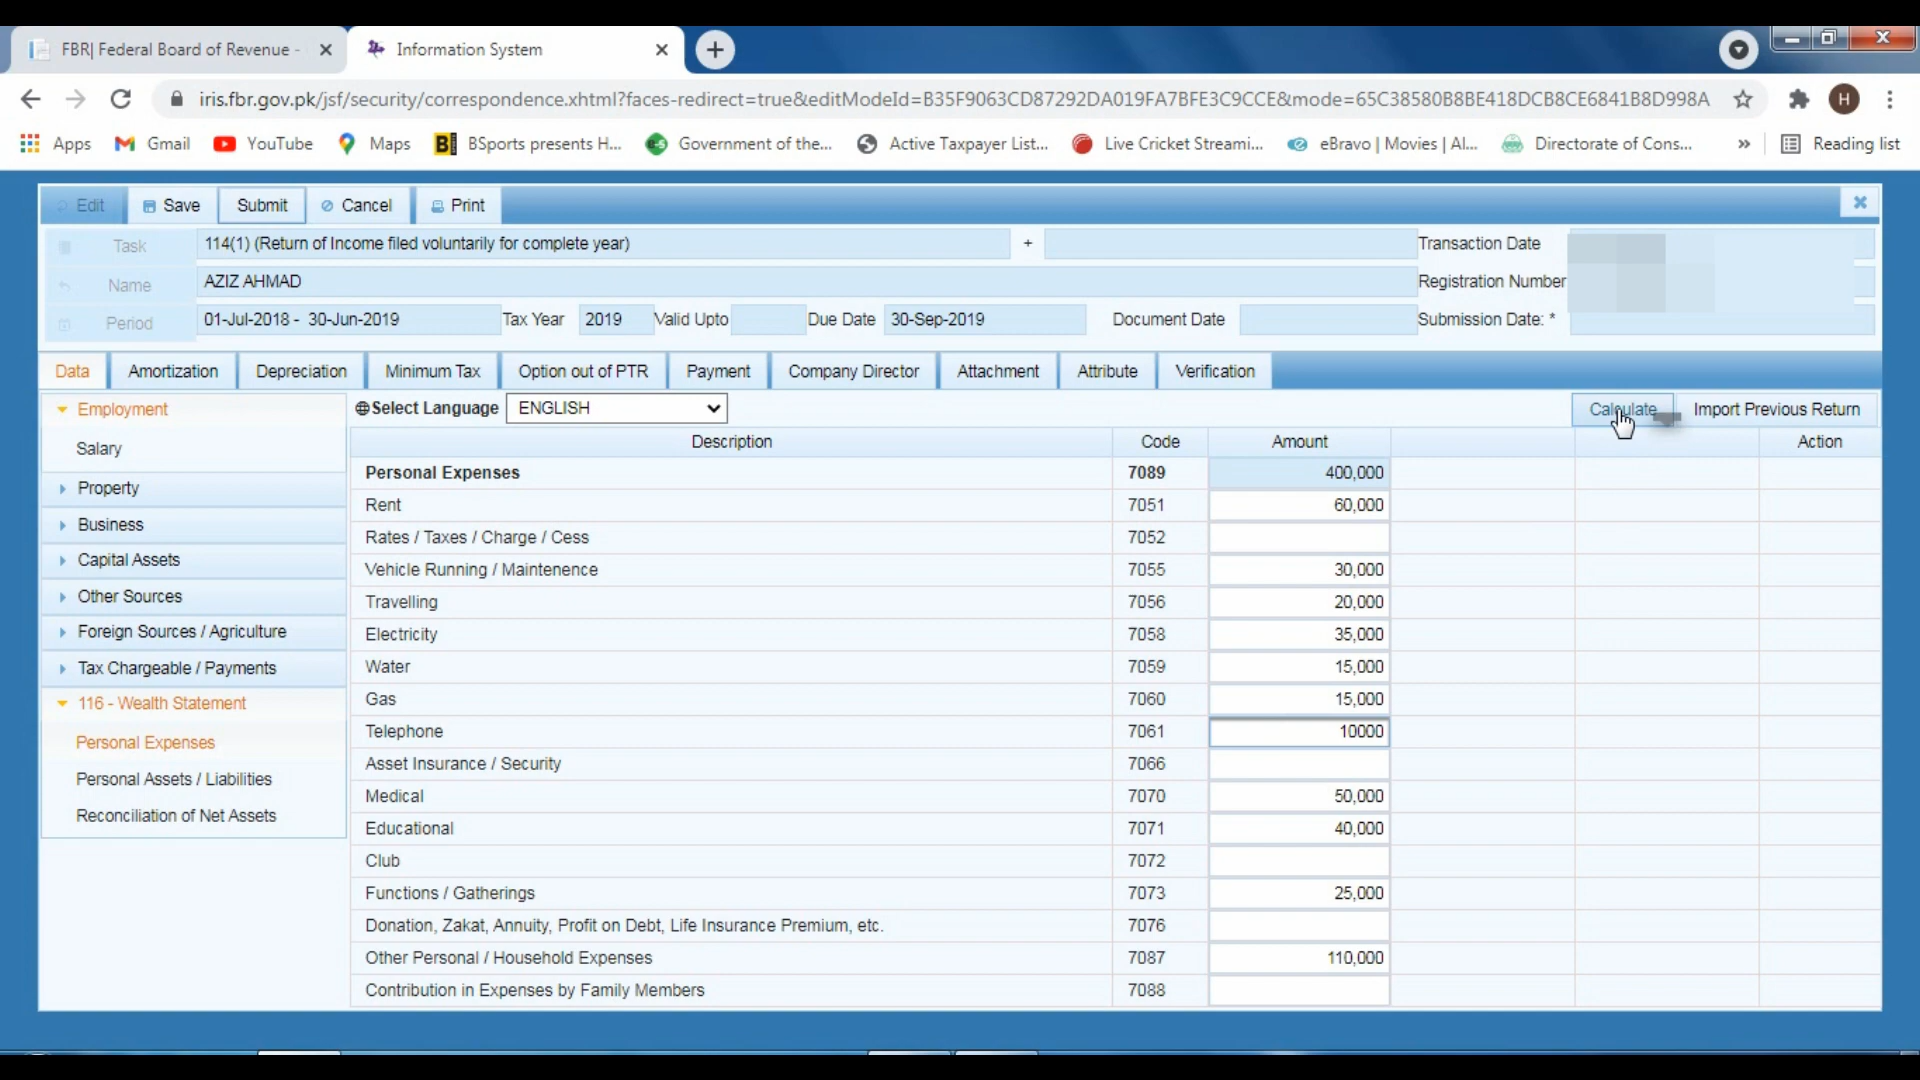 FBR| Federal Board of Revenue -
Information System
iris.fbr.gov.pk/jsf/security/correspondence.xhtml?faces-redirect=true&editModeId=B35F9063CD87292DA019FA7BFE3C9CCE&mode=65C38580B8BE418DCB8CE6841B8D998A
H
Apps Gmail YouTube Maps BSports presents H... Government of the... Active Taxpayer List... Live Cricket Streami... eBravo | Movies | Al... Directorate of Cons... » Reading list
Edit Save Submit Cancel Print
Task 114(1) (Return of Income filed voluntarily for complete year) + Transaction Date
Name AZIZ AHMAD Registration Number
Period 01-Jul-2018 - 30-Jun-2019 Tax Year 2019 Valid Upto Due Date 30-Sep-2019 Document Date Submission Date: *
Data Amortization Depreciation Minimum Tax Option out of PTR Payment Company Director Attachment Attribute Verification
Employment
Salary
Property
Business
Capital Assets
Other Sources
Foreign Sources / Agriculture
Tax Chargeable / Payments
116 - Wealth Statement
Personal Expenses
Personal Assets / Liabilities
Reconciliation of Net Assets
Select Language ENGLISH Calculate Import Previous Return
Description Code Amount Action
Personal Expenses 7089 400,000
Rent 7051 60,000
Rates / Taxes / Charge / Cess 7052
Vehicle Running / Maintenence 7055 30,000
Travelling 7056 20,000
Electricity 7058 35,000
Water 7059 15,000
Gas 7060 15,000
Telephone 7061 10000
Asset Insurance / Security 7066
Medical 7070 50,000
Educational 7071 40,000
Club 7072
Functions / Gatherings 7073 25,000
Donation, Zakat, Annuity, Profit on Debt, Life Insurance Premium, etc. 7076
Other Personal / Household Expenses 7087 110,000
Contribution in Expenses by Family Members 7088